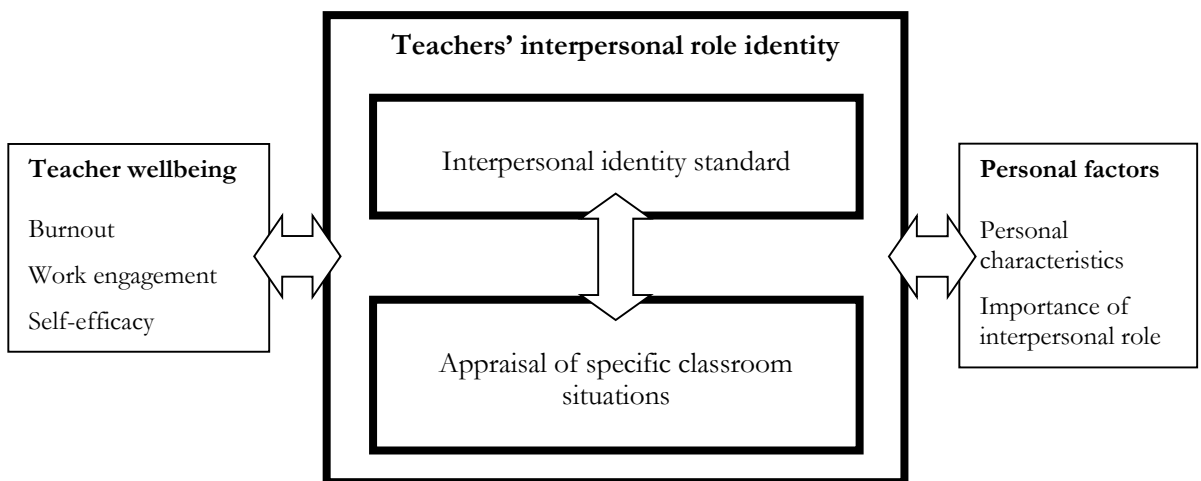 Teachers’ interpersonal role identity
Interpersonal identity standard
Appraisal of specific classroom
situations
Teacher wellbeing
Burnout
Work engagement
Self-efficacy
Personal factors
Personal
characteristics
Importance of
interpersonal role